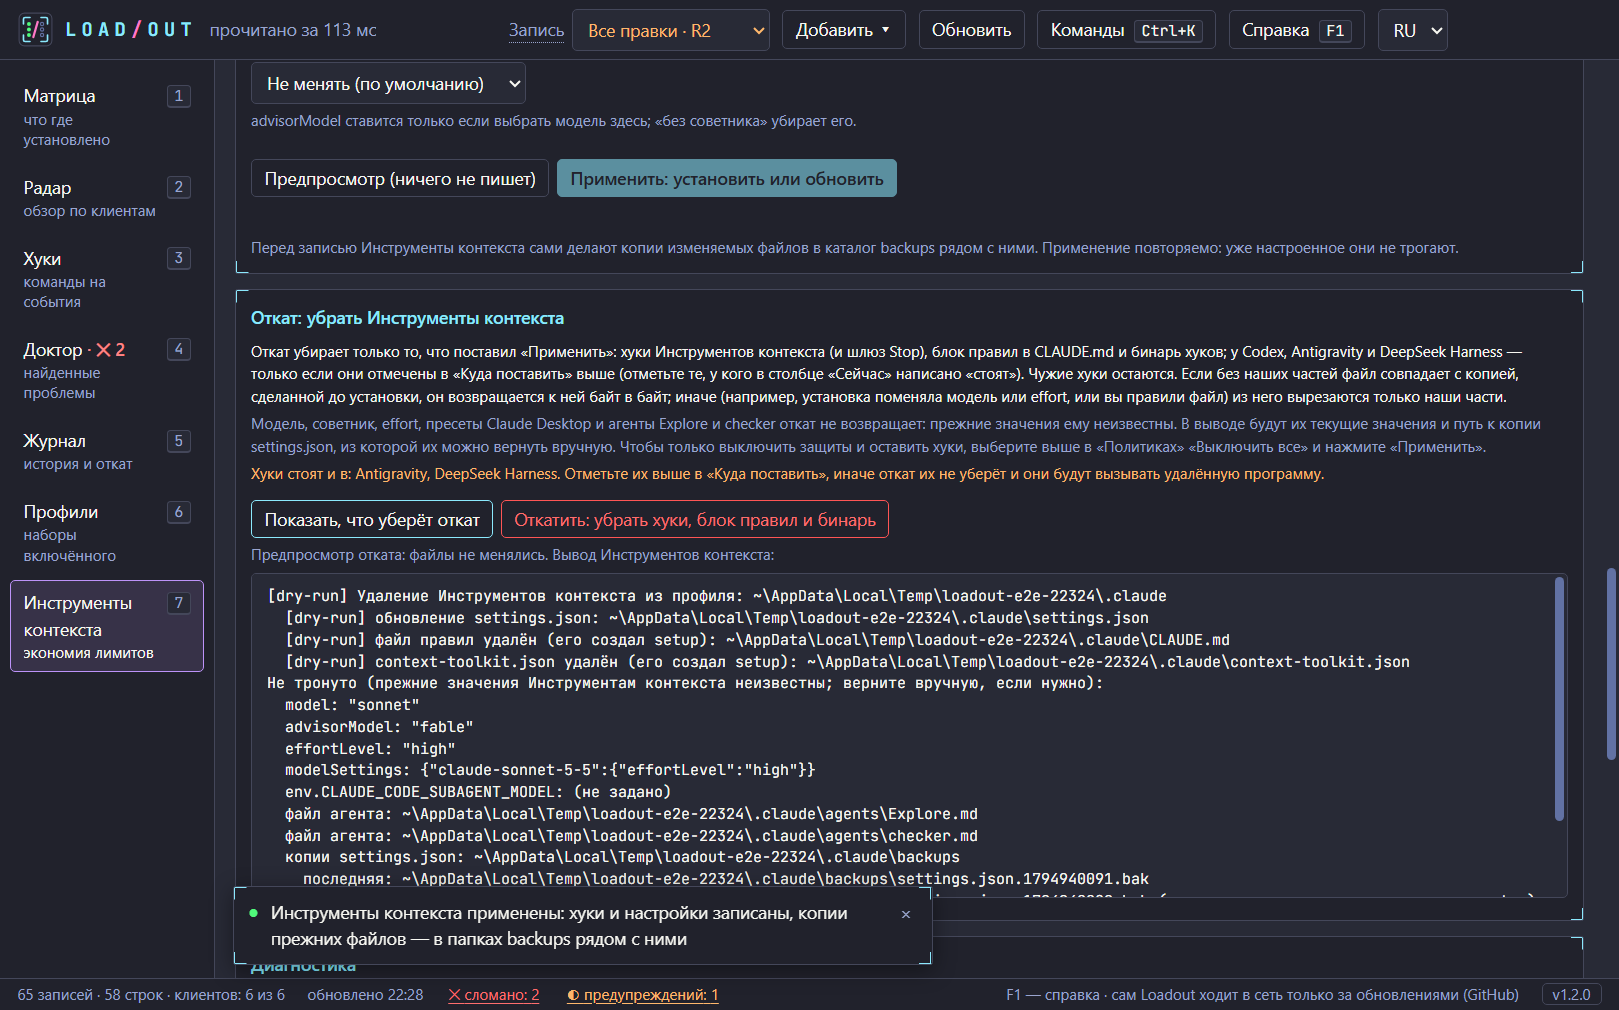 LOAD/OUT прочитано за 113 мс Запись Все правки · R2 Добавить ▾ Обновить Команды Ctrl+K Справка F1 RU
Матрица 1
что где
установлено
Радар 2
обзор по клиентам
Хуки 3
команды на
события
Доктор · ✕ 2 4
найденные
проблемы
Журнал 5
история и откат
Профили 6
наборы
включённого
Инструменты 7
контекста
экономия лимитов
Не менять (по умолчанию)
advisorModel ставится только если выбрать модель здесь; «без советника» убирает его.
Предпросмотр (ничего не пишет) Применить: установить или обновить
Перед записью Инструменты контекста сами делают копии изменяемых файлов в каталог backups рядом с ними. Применение повторяемо: уже настроенное они не трогают.
Откат: убрать Инструменты контекста
Откат убирает только то, что поставил «Применить»: хуки Инструментов контекста (и шлюз Stop), блок правил в CLAUDE.md и бинарь хуков; у Codex, Antigravity и DeepSeek Harness —
только если они отмечены в «Куда поставить» выше (отметьте те, у кого в столбце «Сейчас» написано «стоят»). Чужие хуки остаются. Если без наших частей файл совпадает с копией,
сделанной до установки, он возвращается к ней байт в байт; иначе (например, установка поменяла модель или effort, или вы правили файл) из него вырезаются только наши части.
Модель, советник, effort, пресеты Claude Desktop и агенты Explore и checker откат не возвращает: прежние значения ему неизвестны. В выводе будут их текущие значения и путь к копии
settings.json, из которой их можно вернуть вручную. Чтобы только выключить защиты и оставить хуки, выберите выше в «Политиках» «Выключить все» и нажмите «Применить».
Хуки стоят и в: Antigravity, DeepSeek Harness. Отметьте их выше в «Куда поставить», иначе откат их не уберёт и они будут вызывать удалённую программу.
Показать, что уберёт откат Откатить: убрать хуки, блок правил и бинарь
Предпросмотр отката: файлы не менялись. Вывод Инструментов контекста:
[dry-run] Удаление Инструментов контекста из профиля: ~\AppData\Local\Temp\loadout-e2e-22324\.claude
[dry-run] обновление settings.json: ~\AppData\Local\Temp\loadout-e2e-22324\.claude\settings.json
[dry-run] файл правил удалён (его создал setup): ~\AppData\Local\Temp\loadout-e2e-22324\.claude\CLAUDE.md
[dry-run] context-toolkit.json удалён (его создал setup): ~\AppData\Local\Temp\loadout-e2e-22324\.claude\context-toolkit.json
Не тронуто (прежние значения Инструментам контекста неизвестны; верните вручную, если нужно):
model: "sonnet"
advisorModel: "fable"
effortLevel: "high"
modelSettings: {"claude-sonnet-5-5":{"effortLevel":"high"}}
env.CLAUDE_CODE_SUBAGENT_MODEL: (не задано)
файл агента: ~\AppData\Local\Temp\loadout-e2e-22324\.claude\agents\Explore.md
файл агента: ~\AppData\Local\Temp\loadout-e2e-22324\.claude\agents\checker.md
копии settings.json: ~\AppData\Local\Temp\loadout-e2e-22324\.claude\backups
последняя: ~\AppData\Local\Temp\loadout-e2e-22324\.claude\backups\settings.json.1794940091.bak
Инструменты контекста применены: хуки и настройки записаны, копии ×
прежних файлов — в папках backups рядом с ними
Диагностика
65 записей · 58 строк · клиентов: 6 из 6 обновлено 22:28 ✕ сломано: 2 ◐ предупреждений: 1 F1 — справка · сам Loadout ходит в сеть только за обновлениями (GitHub) v1.2.0